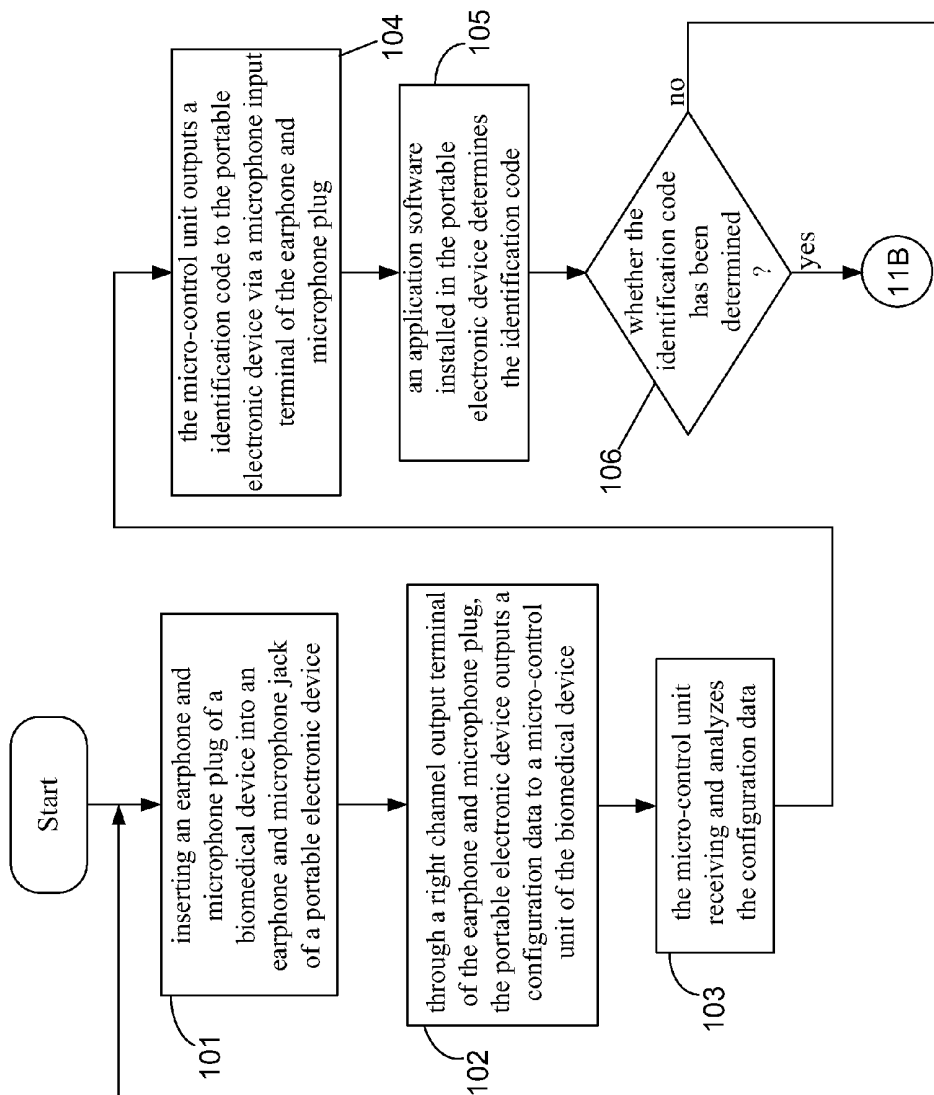 Start
inserting an earphone and
microphone plug of a
biomedical device into an
earphone and microphone jack
of a portable electronic device
101
through a right channel output terminal
of the earphone and microphone plug,
the portable electronic device outputs a
configuration data to a micro-control
unit of the biomedical device
102
the micro-control unit
receiving and analyzes
the configuration data
103
the micro-control unit outputs a
identification code to the portable
electronic device via a microphone input
terminal of the earphone and
microphone plug
104
an application software
installed in the portable
electronic device determines
the identification code
105
whether the
identification code
has been
determined
?
106
no
yes
11B